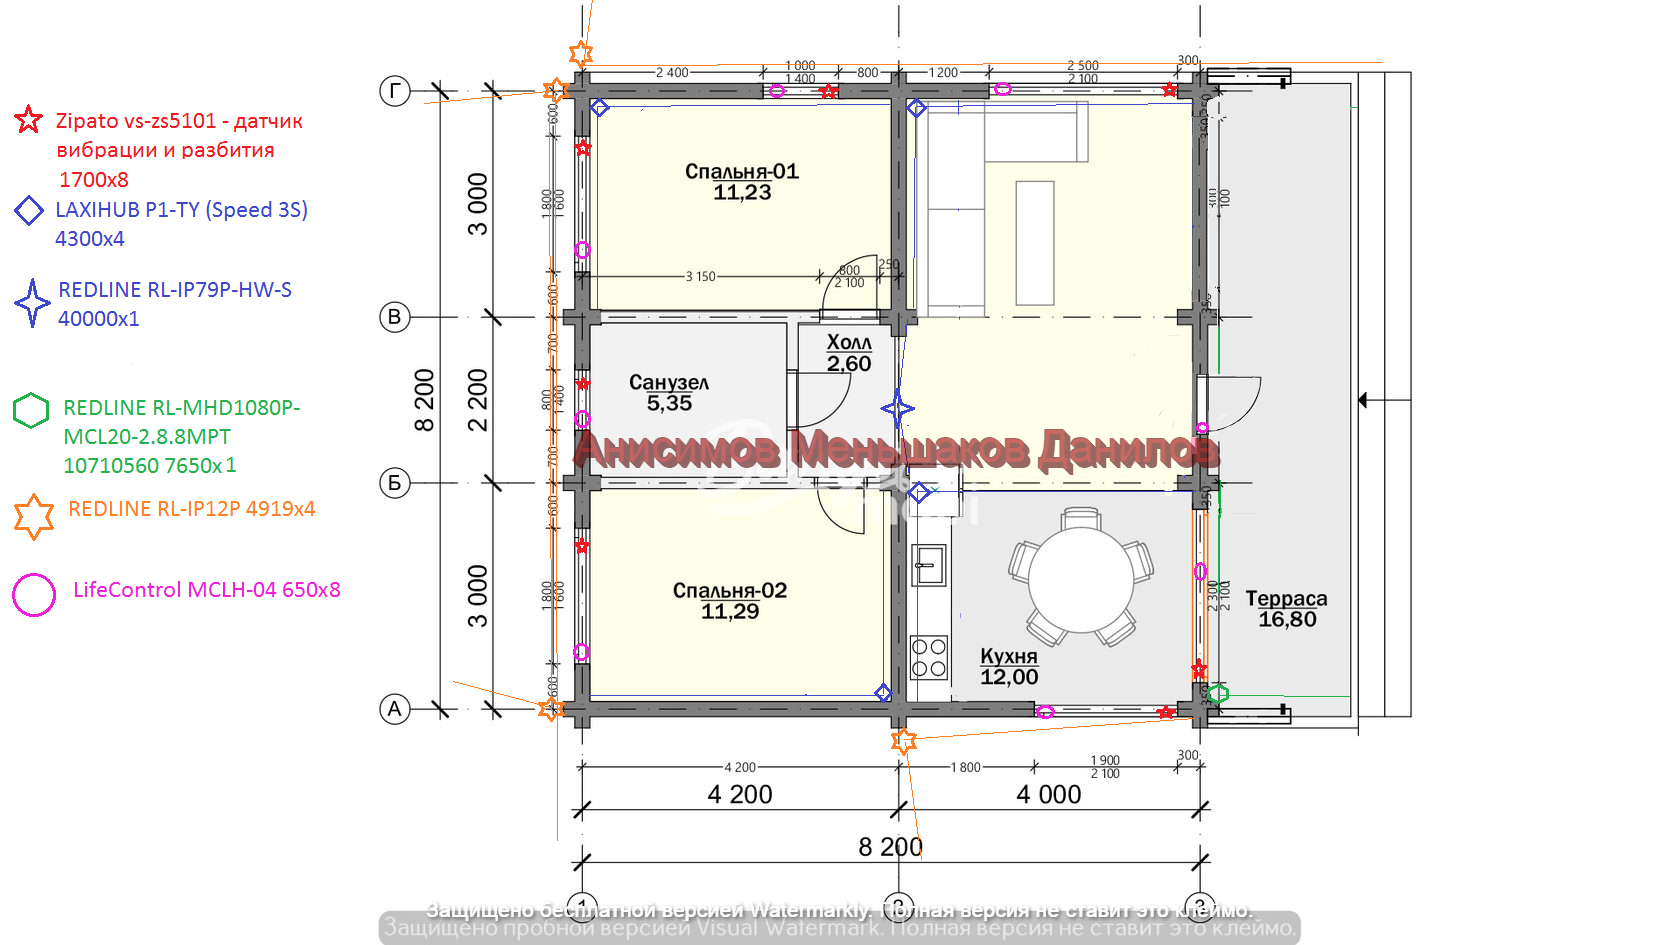 Zipato vs-zs5101 - датчик
вибрации и разбития
1700x8
LAXIHUB P1-TY (Speed 3S)
4300x4
REDLINE RL-IP79P-HW-S
40000x1
REDLINE RL-MHD1080P-
MCL20-2.8.8MPT
10710560 7650x1
REDLINE RL-IP12P 4919x4
LifeControl MCLH-04 650x8
2 400
1 000
1 400
800
1200
2 500
2 100
300
Г
В
Б
А
8 200
3 000
2 200
3 000
600
1 800
1 600
600
700
800
1 400
700
600
1 800
1 600
600
Спальня-01
11,23
3 150
800
2 100
250
Холл
2,60
Санузел
5,35
Анисимов Меньшаков Данилов
Спальня-02
11,29
Кухня
12,00
Терраса
16,80
350
2 300
2 100
4 200
1 800
1 900
2 100
300
4 200
4 000
8 200
1
2
3
Защищено бесплатной версией Watermarkly. Полная версия не ставит это клеймо.
Защищено пробной версией Visual Watermark. Полная версия не ставит это клеймо.